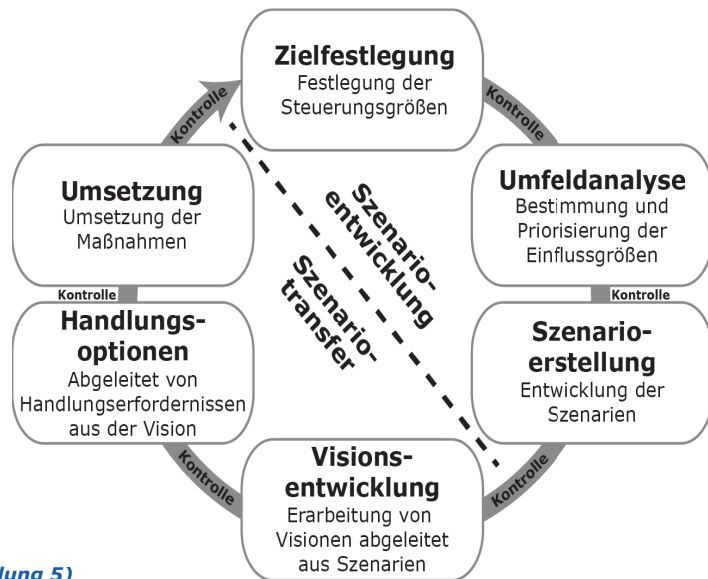 Zielfestlegung
Festlegung der
Steuerungsgrößen
Kontrolle
Umfeldanalyse
Bestimmung und
Priorisierung der
Einflussgrößen
Kontrolle
Szenario-
erstellung
Entwicklung der
Szenarien
Kontrolle
Visions-
entwicklung
Erarbeitung von
Visionen abgeleitet
aus Szenarien
Kontrolle
Handlungs-
optionen
Abgeleitet von
Handlungserfordernissen
aus der Vision
Kontrolle
Umsetzung
Umsetzung der
Maßnahmen
Kontrolle
Szenario-
entwicklung
Szenario-
transfer
lung 5)